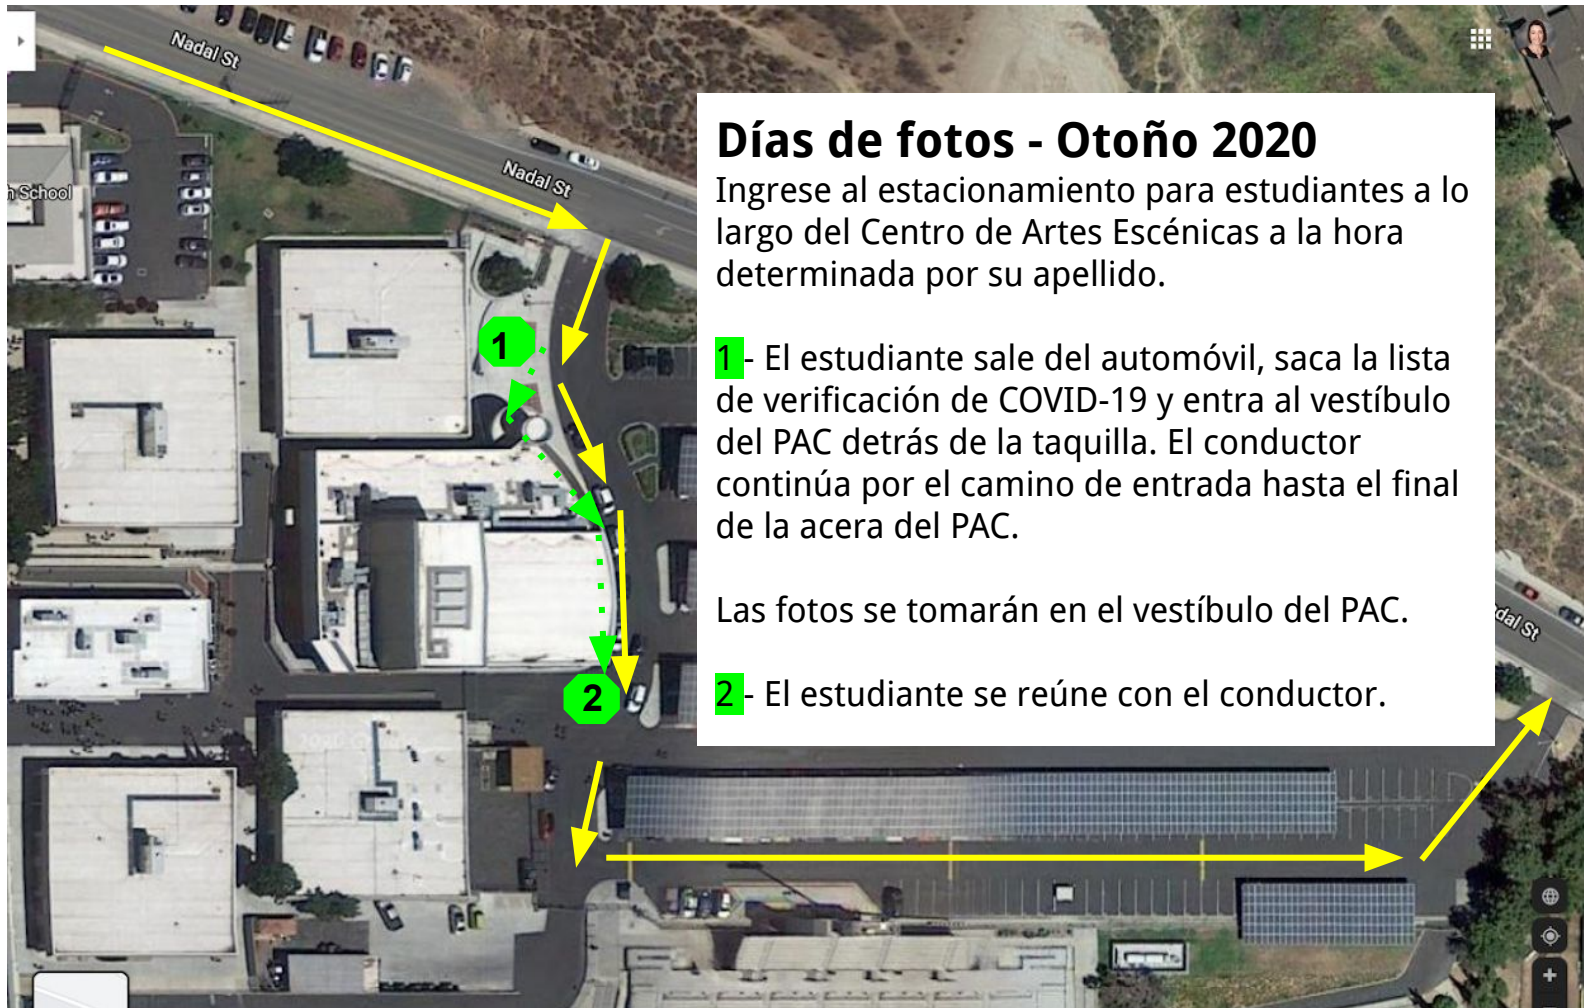 Nadal St
Nadal St
h School
Días de fotos - Otoño 2020
Ingrese al estacionamiento para estudiantes a lo
largo del Centro de Artes Escénicas a la hora
determinada por su apellido.
1 - El estudiante sale del automóvil, saca la lista
de verificación de COVID-19 y entra al vestíbulo
del PAC detrás de la taquilla. El conductor
continúa por el camino de entrada hasta el final
de la acera del PAC.
Las fotos se tomarán en el vestíbulo del PAC.
2 - El estudiante se reúne con el conductor.
1
2
dal St